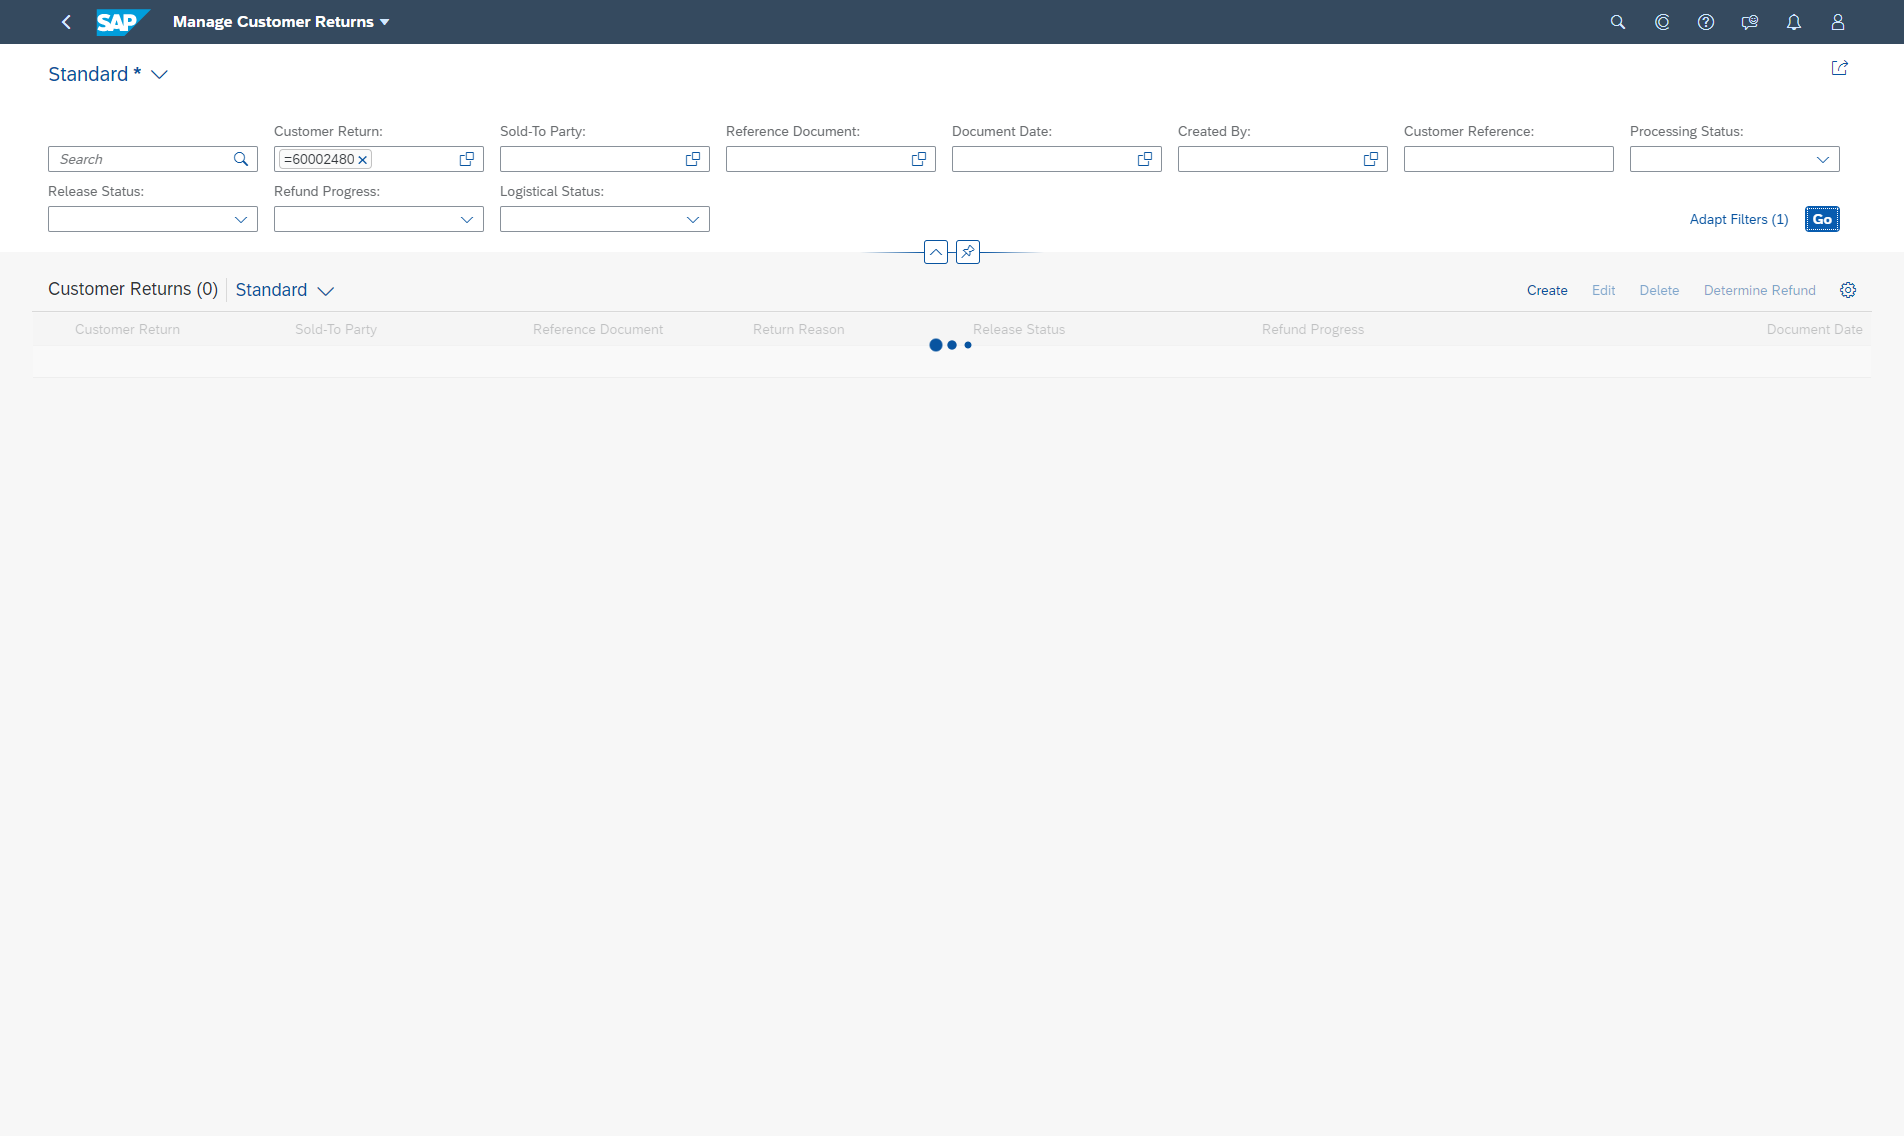 SAP Manage Customer Returns
Standard *
Customer Return: Sold-To Party: Reference Document: Document Date: Created By: Customer Reference: Processing Status:
Search =60002480
Release Status: Refund Progress: Logistical Status:
Adapt Filters (1) Go
Customer Returns (0) Standard Create Edit Delete Determine Refund
Customer Return Sold-To Party Reference Document Return Reason Release Status Refund Progress Document Date